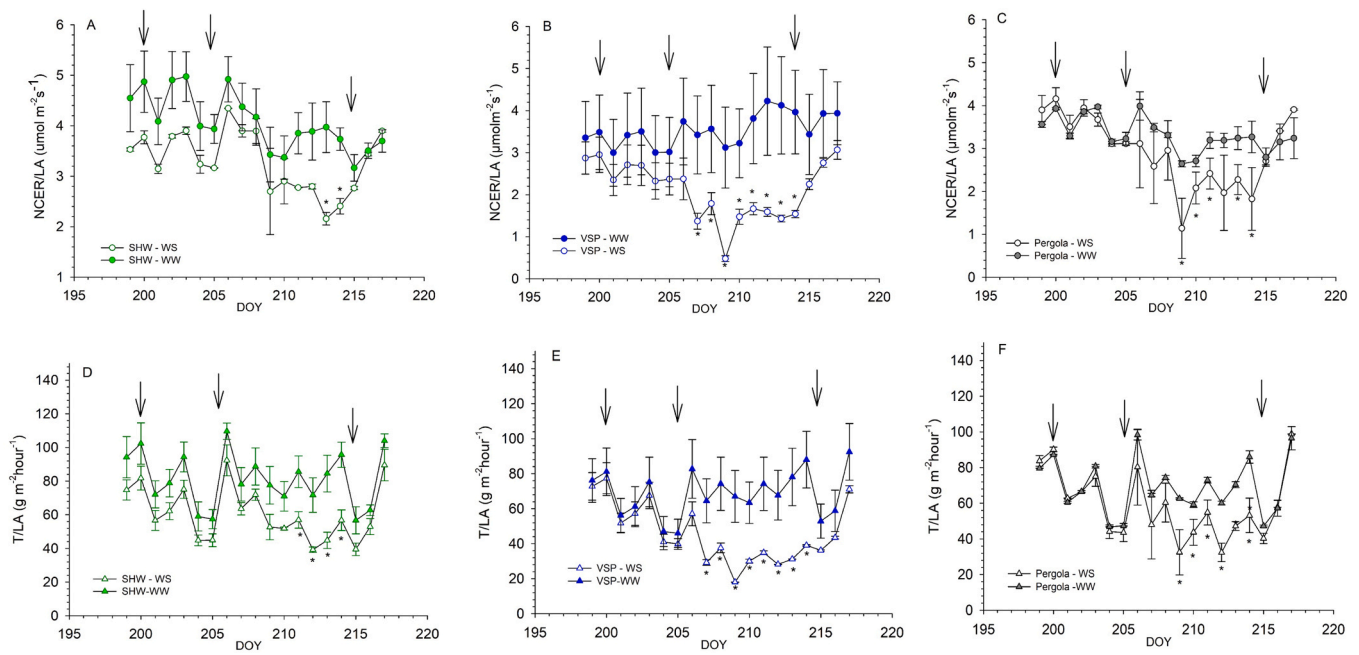 A
NCER/LA (µmol m⁻²s⁻¹)
6
5
4
3
2
1
* *
SHW - WS
SHW - WW
195 200 205 210 215 220
DOY
B
NCER/LA (µmolm⁻²s⁻¹)
6
5
4
3
2
1
0
* * * * * * * *
VSP - WW
VSP - WS
195 200 205 210 215 220
DOY
C
NCER/LA (µmolm⁻²s⁻¹)
6
5
4
3
2
1
0
* * * * *
Pergola - WS
Pergola - WW
195 200 205 210 215 220
DOY
D
T/LA (g m⁻²hour⁻¹)
140
120
100
80
60
40
20
0
* * * *
SHW - WS
SHW-WW
195 200 205 210 215 220
DOY
E
T/LA (g m⁻²hour⁻¹)
140
120
100
80
60
40
20
0
* * * * * * * *
VSP - WS
VSP-WW
195 200 205 210 215 220
DOY
F
T/LA (g m⁻²hour⁻¹)
140
120
100
80
60
40
20
0
* * * * *
Pergola - WS
Pergola -WW
195 200 205 210 215 220
DOY